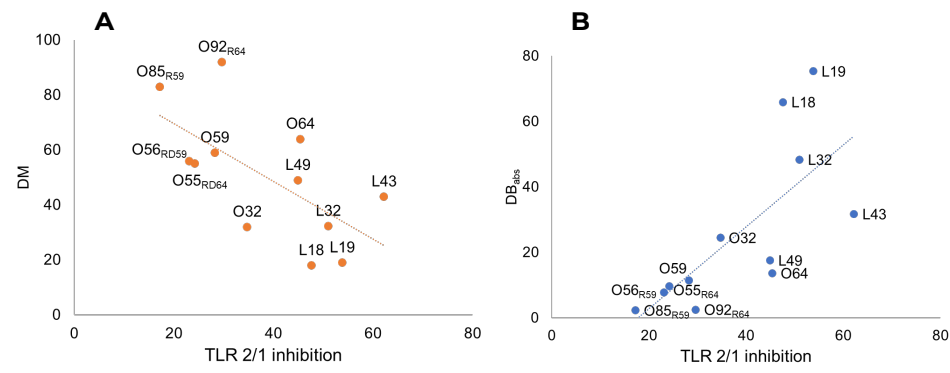 A
100
80
60
40
20
0
DM
O92R64
O85R59
O64
O59
O56RD59
O55RD64
L49
L43
O32
L32
L18
L19
0
20
40
60
80
TLR 2/1 inhibition
B
80
60
40
20
0
DBabs
L19
L18
L32
L43
O32
L49
O64
O59
O56R59
O55R64
O85R59
O92R64
0
20
40
60
80
TLR 2/1 inhibition